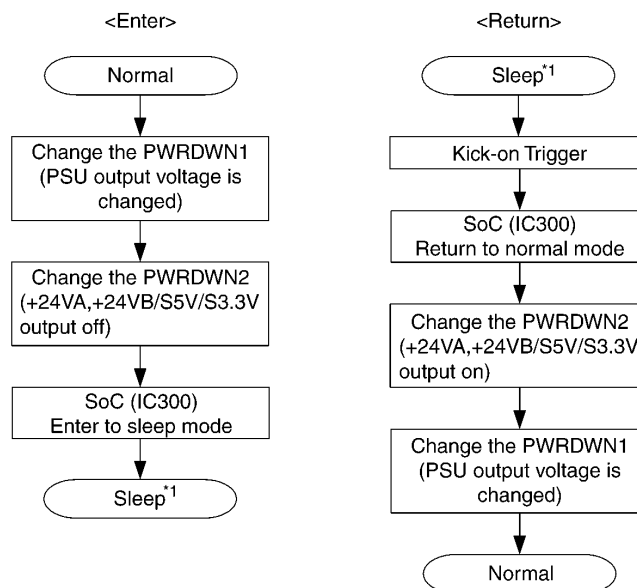 <Enter>
Normal
Change the PWRDWN1
(PSU output voltage is
changed)
Change the PWRDWN2
(+24VA,+24VB/S5V/S3.3V
output off)
SoC (IC300)
Enter to sleep mode
Sleep*1
<Return>
Sleep*1
Kick-on Trigger
SoC (IC300)
Return to normal mode
Change the PWRDWN2
(+24VA,+24VB/S5V/S3.3V
output on)
Change the PWRDWN1
(PSU output voltage is
changed)
Normal